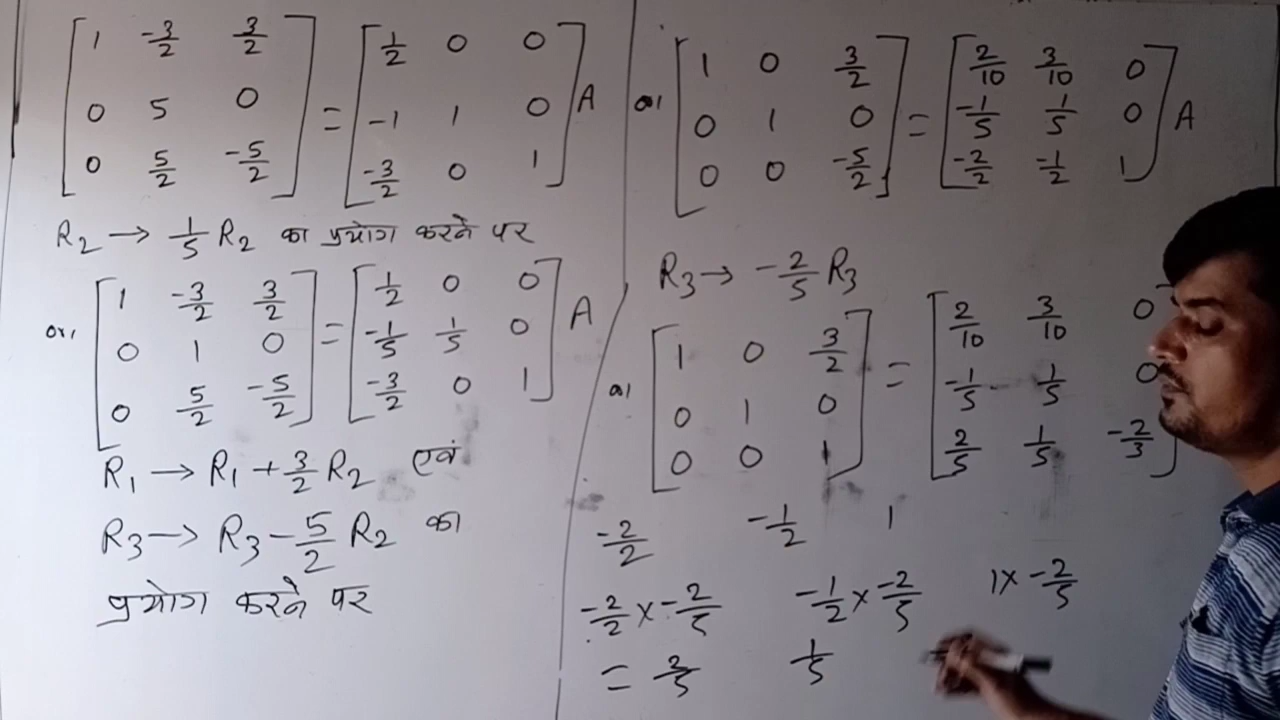 [1 -3/2 3/2] = [1/2 0 0]
[0 5 0] = [-1 1 0] A
[0 5/2 -5/2] = [-3/2 0 1]
R₂ → 1/5 R₂ का प्रयोग करने पर
[1 -3/2 3/2] = [1/2 0 0]
or, [0 1 0] = [-1/5 1/5 0] A
[0 5/2 -5/2] = [-3/2 0 1]
R₁ → R₁ + 3/2 R₂ एवं
R₃ → R₃ - 5/2 R₂ का
प्रयोग करने पर
[1 0 3/2] = [2/10 3/10 0]
or, [0 1 0] = [-1/5 1/5 0] A
[0 0 -5/2] = [-2/2 -1/2 1]
R₃ → -2/5 R₃
[1 0 3/2] = [2/10 3/10 0]
or, [0 1 0] = [-1/5 1/5 0]
[0 0 1] = [2/5 1/5 -2/3]
-2/2 -1/2 1
-2/2 × -2/5 -1/2 × -2/5 1 × -2/5
= 2/5 1/5